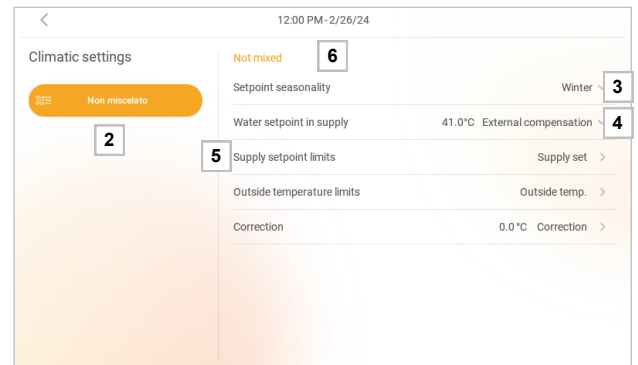 12:00 PM - 2/26/24
Climatic settings
Not mixed
6
Non miscelato
2
Setpoint seasonality Winter 3
Water setpoint in supply 41.0°C External compensation 4
5 Supply setpoint limits Supply set
Outside temperature limits Outside temp.
Correction 0.0 °C Correction